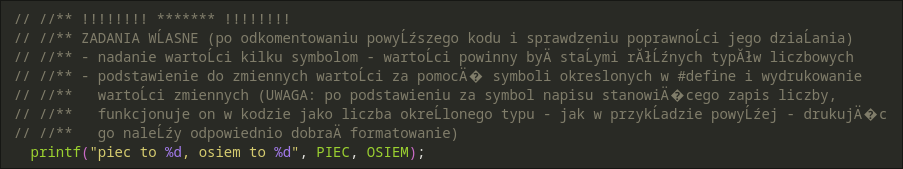 // //** !!!!!!!! ******* !!!!!!!!
// //** ZADANIA WĹASNE (po odkomentowaniu powyĹźszego kodu i sprawdzeniu poprawnoĹci jego dziaĹania)
// //** - nadanie wartoĹci kilku symbolom - wartoĹci powinny byÄ staĹymi rĂłĹźnych typĂłw liczbowych
// //** - podstawienie do zmiennych wartoĹci za pomocÄ� symboli okreslonych w #define i wydrukowanie
// //**   wartoĹci zmiennych (UWAGA: po podstawieniu za symbol napisu stanowiÄ�cego zapis liczby,
// //**   funkcjonuje on w kodzie jako liczba okreĹlonego typu - jak w przykĹadzie powyĹźej - drukujÄ�c
// //**   go naleĹźy odpowiednio dobraÄ formatowanie)
printf("piec to %d, osiem to %d", PIEC, OSIEM);